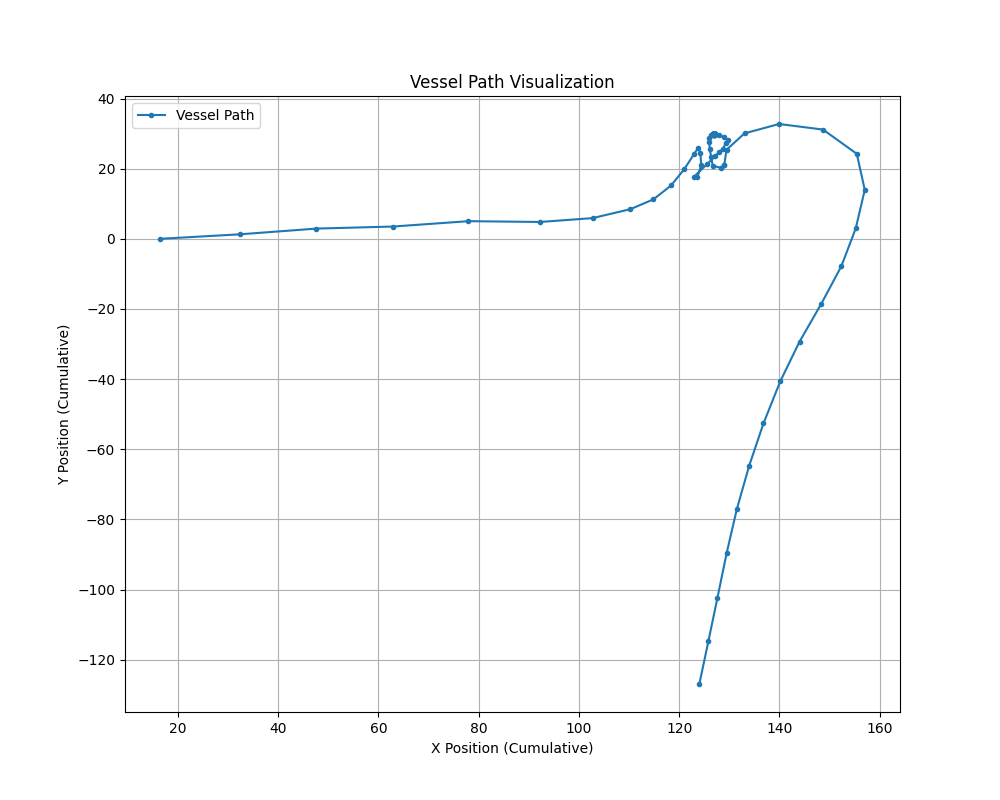 Vessel Path Visualization
Vessel Path
40
20
0
−20
−40
−60
−80
−100
−120
Y Position (Cumulative)
20 40 60 80 100 120 140 160
X Position (Cumulative)